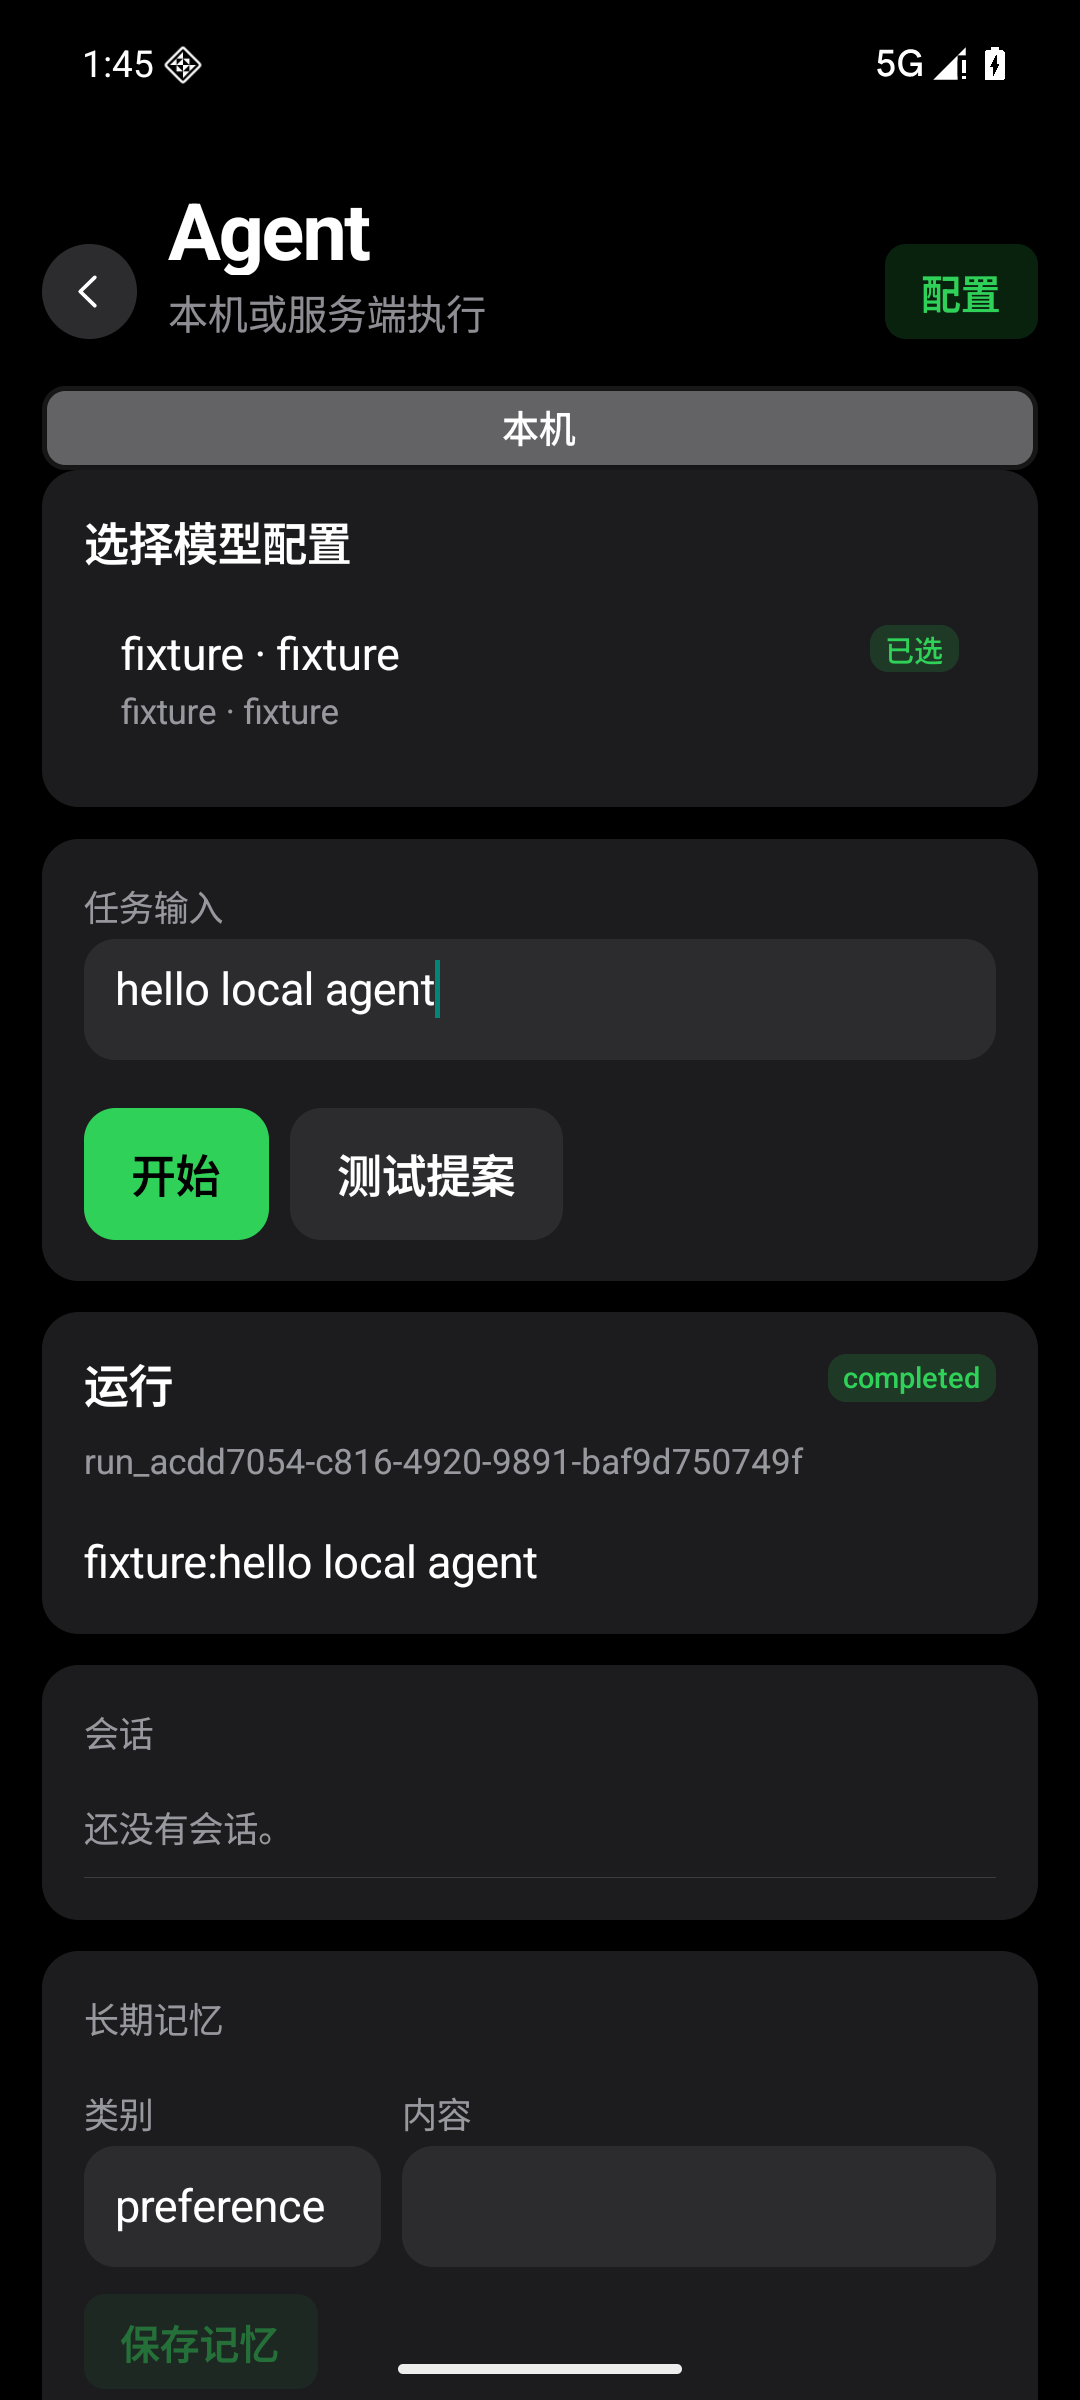 1:45
5G
Agent
本机或服务端执行
配置
本机
选择模型配置
fixture · fixture
已选
fixture · fixture
任务输入
hello local agent
开始
测试提案
运行
completed
run_acdd7054-c816-4920-9891-baf9d750749f
fixture:hello local agent
会话
还没有会话。
长期记忆
类别
内容
preference
保存记忆